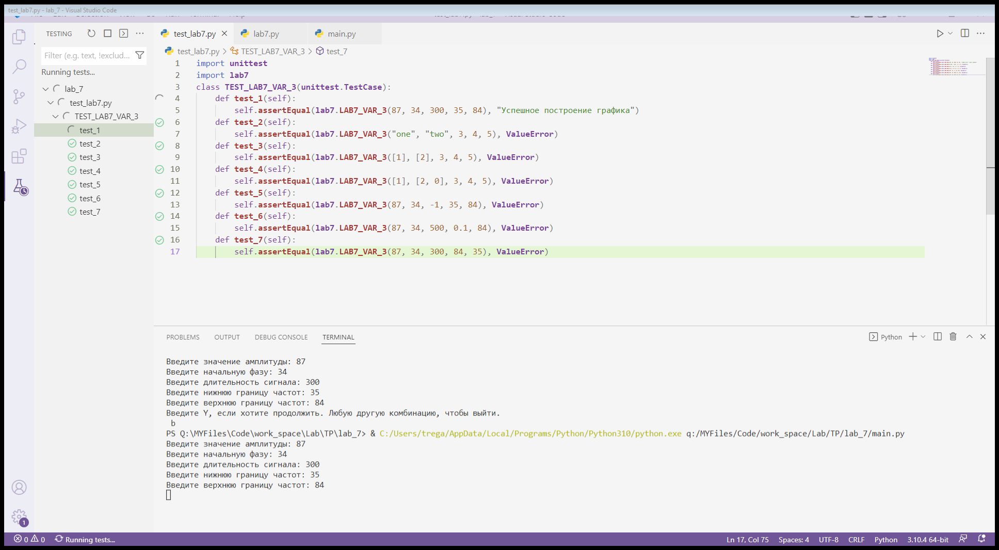 test_lab7.py - lab_7 - Visual Studio Code
TESTING
Filter (e.g. text, !exclud...
Running tests...
lab_7
test_lab7.py
TEST_LAB7_VAR_3
test_1
test_2
test_3
test_4
test_5
test_6
test_7
test_lab7.py
lab7.py
main.py
test_lab7.py > TEST_LAB7_VAR_3 > test_7
1 import unittest
2 import lab7
3 class TEST_LAB7_VAR_3(unittest.TestCase):
4 def test_1(self):
5 self.assertEqual(lab7.LAB7_VAR_3(87, 34, 300, 35, 84), "Успешное построение графика")
6 def test_2(self):
7 self.assertEqual(lab7.LAB7_VAR_3("one", "two", 3, 4, 5), ValueError)
8 def test_3(self):
9 self.assertEqual(lab7.LAB7_VAR_3([1], [2], 3, 4, 5), ValueError)
10 def test_4(self):
11 self.assertEqual(lab7.LAB7_VAR_3([1], [2, 0], 3, 4, 5), ValueError)
12 def test_5(self):
13 self.assertEqual(lab7.LAB7_VAR_3(87, 34, -1, 35, 84), ValueError)
14 def test_6(self):
15 self.assertEqual(lab7.LAB7_VAR_3(87, 34, 500, 0.1, 84), ValueError)
16 def test_7(self):
17 self.assertEqual(lab7.LAB7_VAR_3(87, 34, 300, 84, 35), ValueError)
PROBLEMS OUTPUT DEBUG CONSOLE TERMINAL
Python
Введите значение амплитуды: 87
Введите начальную фазу: 34
Введите длительность сигнала: 300
Введите нижнюю границу частот: 35
Введите верхнюю границу частот: 84
Введите Y, если хотите продолжить. Любую другую комбинацию, чтобы выйти.
b
PS Q:\MYFiles\Code\work_space\Lab\TP\lab_7> & C:/Users/trega/AppData/Local/Programs/Python/Python310/python.exe q:/MYFiles/Code/work_space/Lab/TP/lab_7/main.py
Введите значение амплитуды: 87
Введите начальную фазу: 34
Введите длительность сигнала: 300
Введите нижнюю границу частот: 35
Введите верхнюю границу частот: 84
1
0 0 Running tests...
Ln 17, Col 75 Spaces: 4 UTF-8 CRLF Python 3.10.4 64-bit